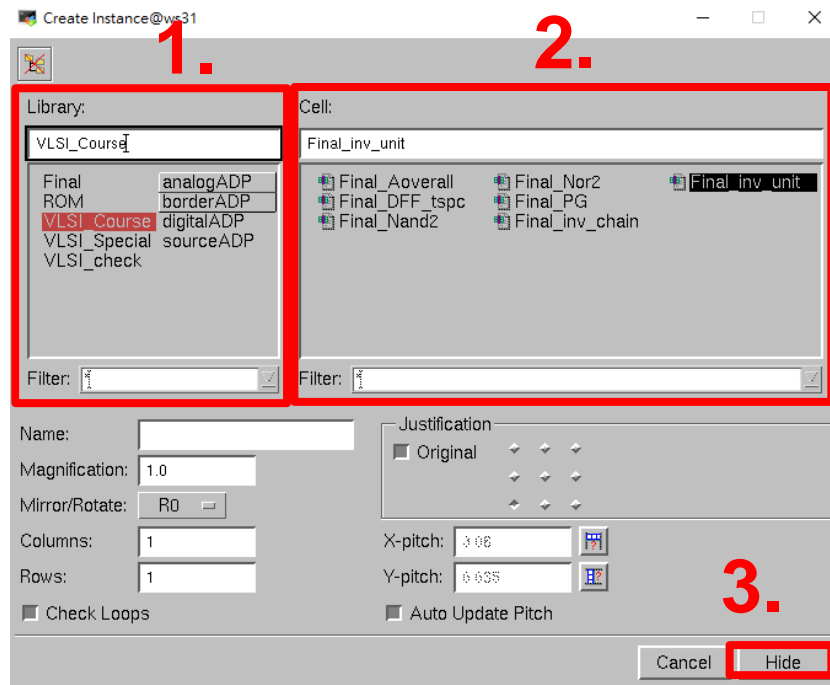 Create Instance@ws31
1.
2.
Library:
Cell:
VLSI_Course
Final_inv_unit
Final analogADP
ROM borderADP
VLSI_Course digitalADP
VLSI_Special sourceADP
VLSI_check
Final_Aoverall Final_Nor2 Final_inv_unit
Final_DFF_tspc Final_PG
Final_Nand2 Final_inv_chain
Filter: *
Filter: *
Name:
Justification
Original
Magnification: 1.0
Mirror/Rotate: R0
Columns: 1
X-pitch: 3.06
Rows: 1
Y-pitch: 6.635
3.
Check Loops
Auto Update Pitch
Cancel Hide